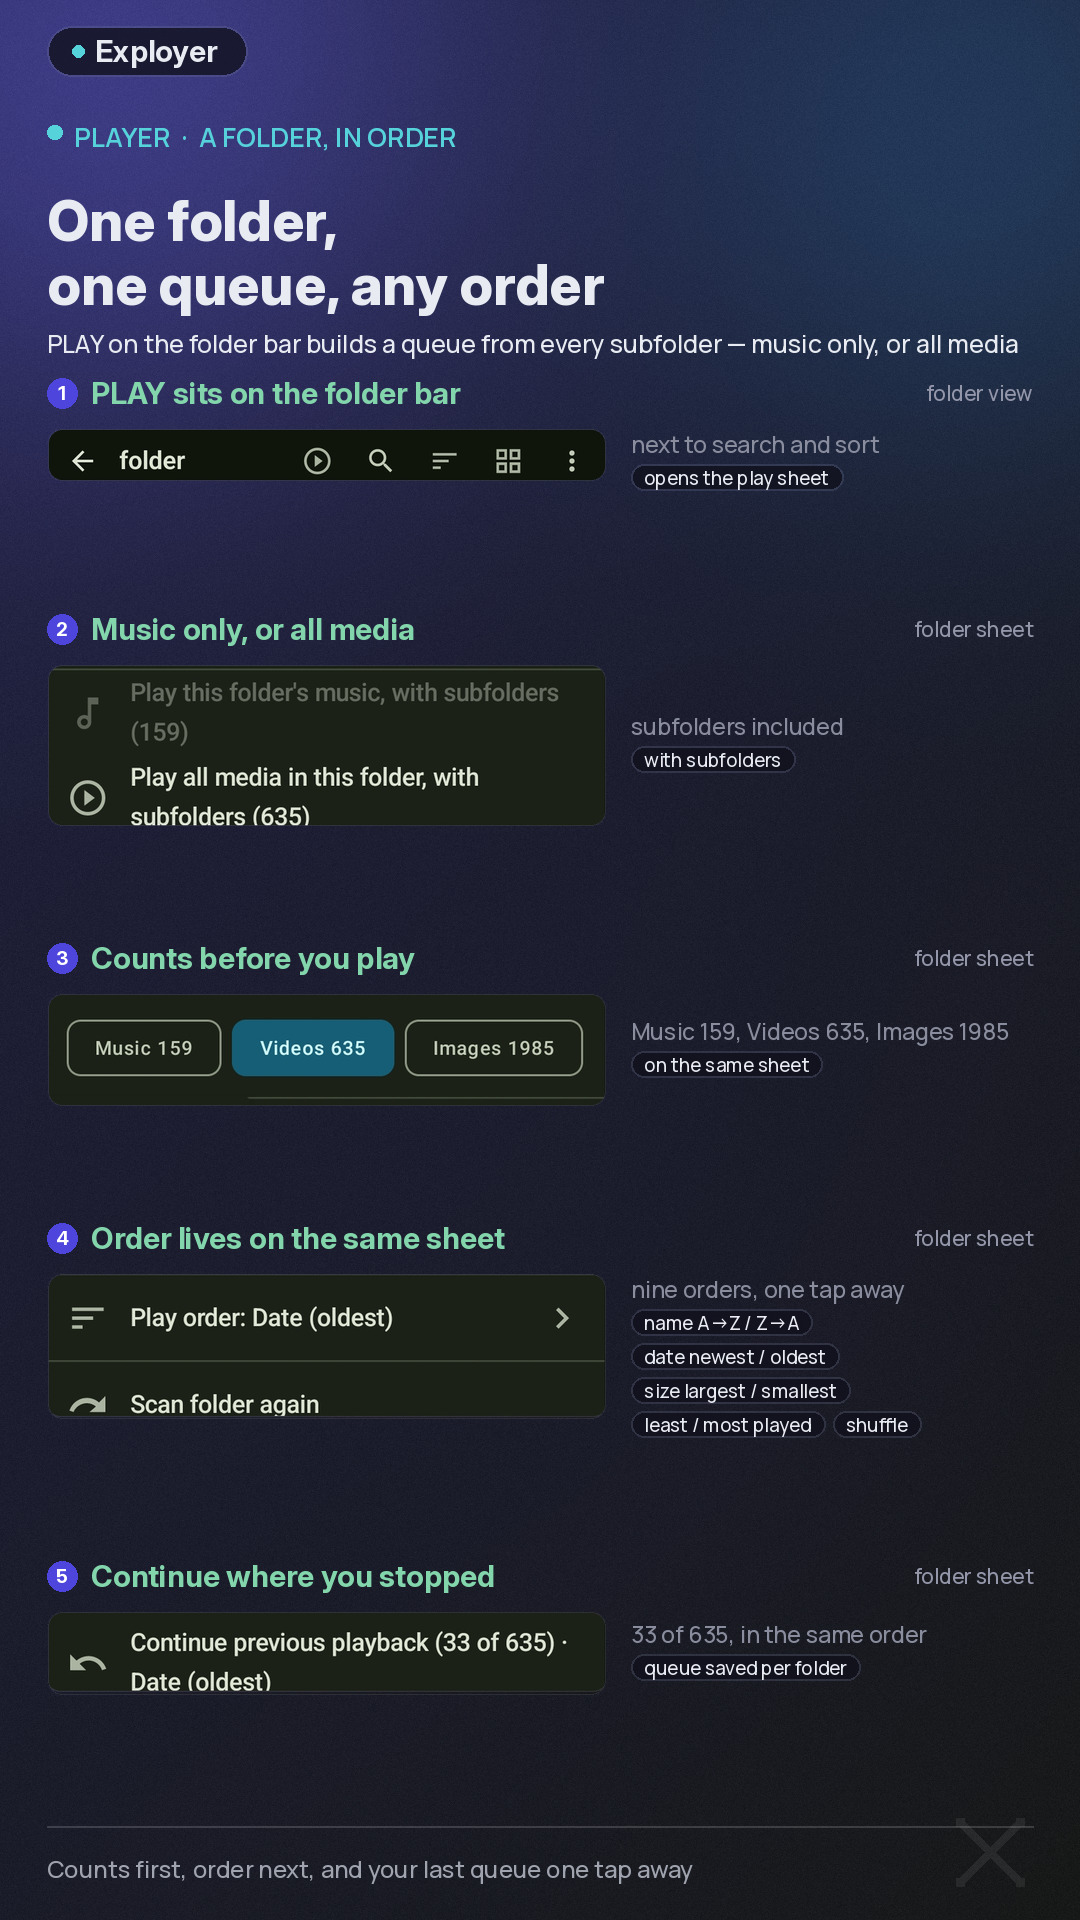 Exployer
PLAYER · A FOLDER, IN ORDER
One folder,
one queue, any order
PLAY on the folder bar builds a queue from every subfolder — music only, or all media
1 PLAY sits on the folder bar
folder view
folder
next to search and sort
opens the play sheet
2 Music only, or all media
folder sheet
Play this folder's music, with subfolders
(159)
Play all media in this folder, with
subfolders (635)
subfolders included
with subfolders
3 Counts before you play
folder sheet
Music 159
Videos 635
Images 1985
Music 159, Videos 635, Images 1985
on the same sheet
4 Order lives on the same sheet
folder sheet
Play order: Date (oldest)
Scan folder again
nine orders, one tap away
name A→Z / Z→A
date newest / oldest
size largest / smallest
least / most played
shuffle
5 Continue where you stopped
folder sheet
Continue previous playback (33 of 635) ·
Date (oldest)
33 of 635, in the same order
queue saved per folder
Counts first, order next, and your last queue one tap away